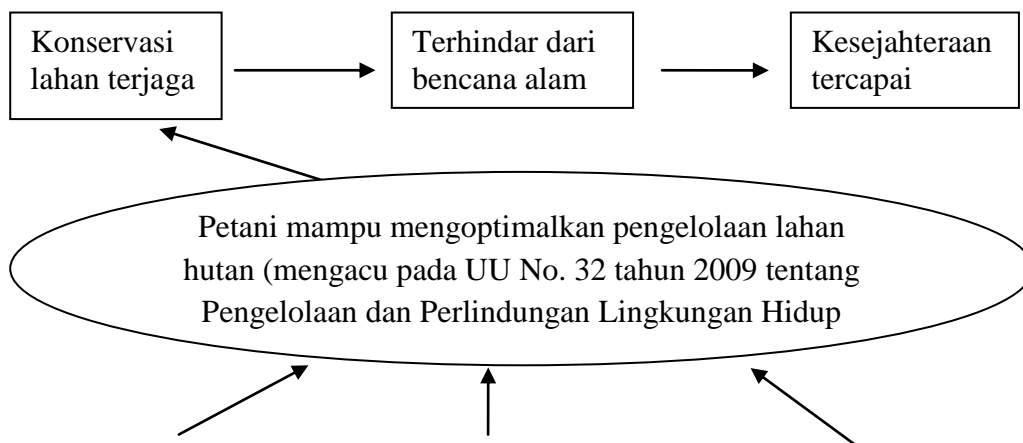 Konservasi
lahan terjaga
Terhindar dari
bencana alam
Kesejahteraan
tercapai
Petani mampu mengoptimalkan pengelolaan lahan
hutan (mengacu pada UU No. 32 tahun 2009 tentang
Pengelolaan dan Perlindungan Lingkungan Hidup